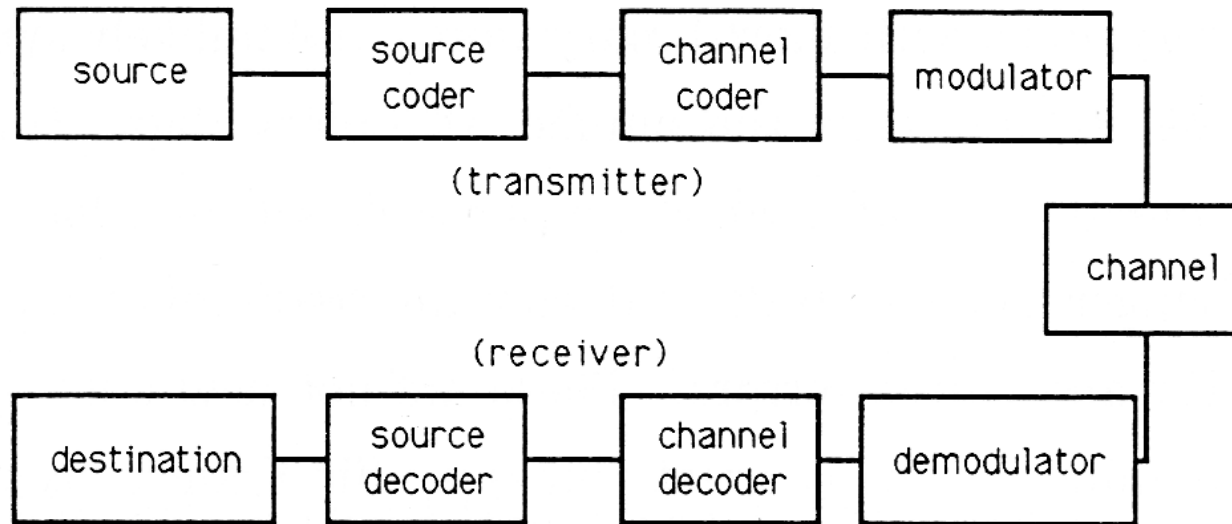 source
source
coder
channel
coder
modulator
(transmitter)
channel
(receiver)
destination
source
decoder
channel
decoder
demodulator